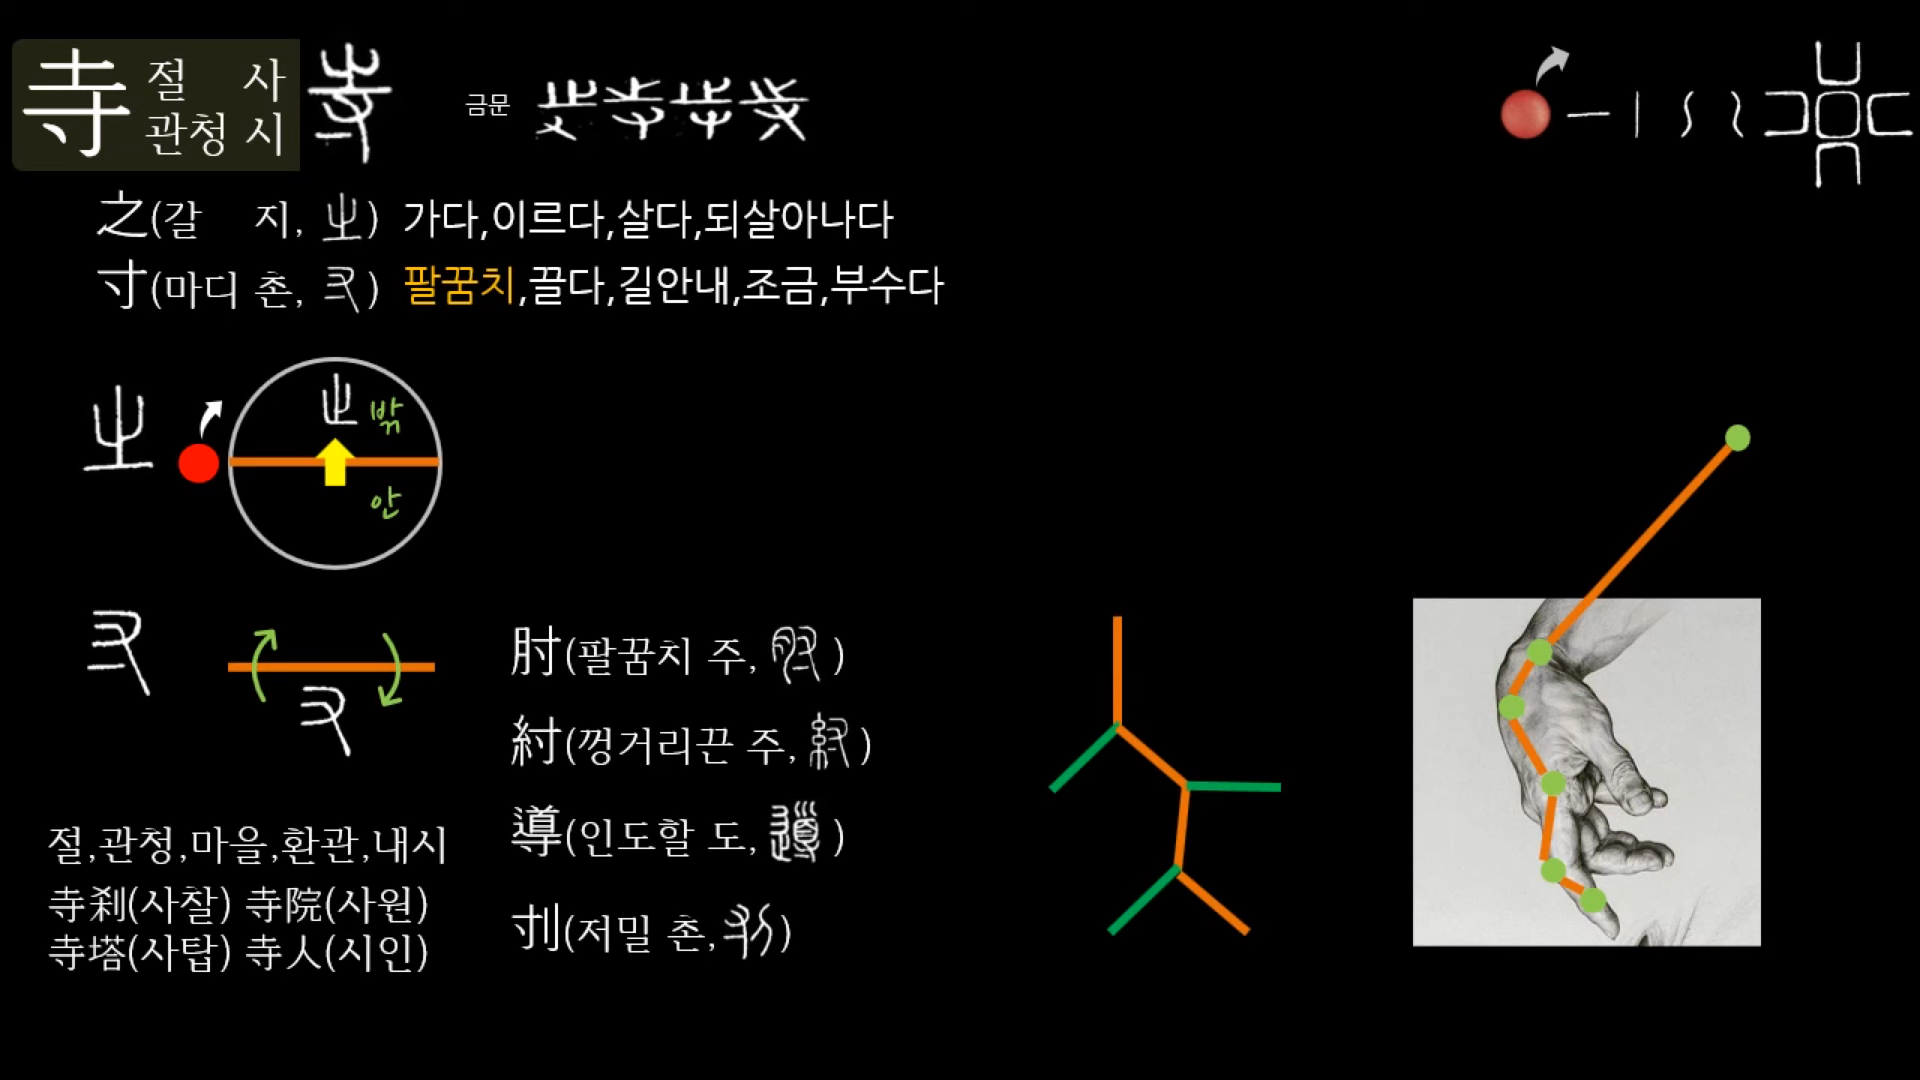 寺 절 사
관청 시
금문
之(갈 지, 㞢) 가다,이르다,살다,되살아나다
寸(마디 촌, ) 팔꿈치,끌다,길안내,조금,부수다
밖
안
肘(팔꿈치 주, )
紂(껑거리끈 주, )
導(인도할 도, )
刌(저밀 촌, )
절,관청,마을,환관,내시
寺刹(사찰) 寺院(사원)
寺塔(사탑) 寺人(시인)